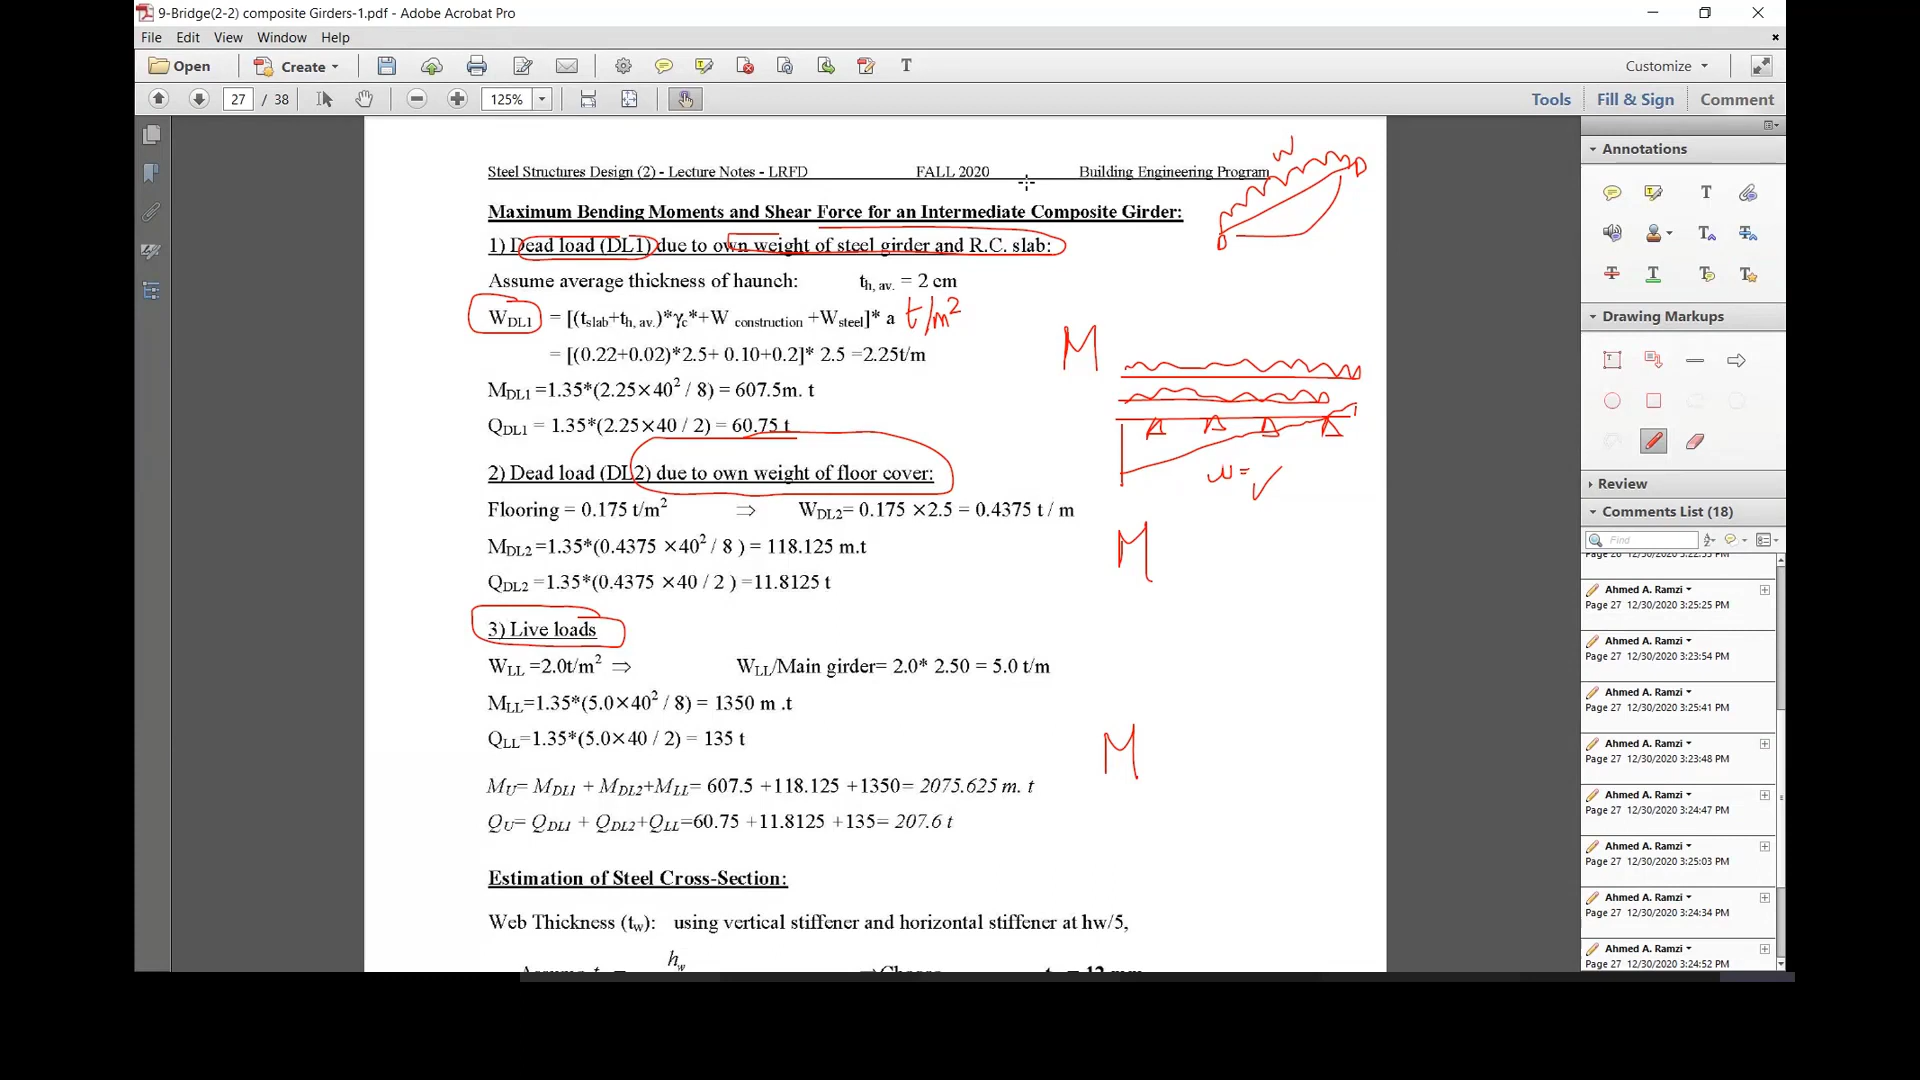 9-Bridge(2-2) composite Girders-1.pdf - Adobe Acrobat Pro
File Edit View Window Help
Open Create Customize
27 / 38 125% Tools Fill & Sign Comment
Steel Structures Design (2) - Lecture Notes - LRFD FALL 2020 Building Engineering Program
W
Maximum Bending Moments and Shear Force for an Intermediate Composite Girder:
1) Dead load (DL1) due to own weight of steel girder and R.C. slab:
Assume average thickness of haunch: th, av. = 2 cm
WDL1 = [(tslab+th, av.)*γc*+W construction +Wsteel]* a t/m²
= [(0.22+0.02)*2.5+ 0.10+0.2]* 2.5 =2.25t/m
M
MDL1 =1.35*(2.25×40² / 8) = 607.5m. t
QDL1 = 1.35*(2.25×40 / 2) = 60.75 t
2) Dead load (DL2) due to own weight of floor cover:
Flooring = 0.175 t/m² ⇒ WDL2= 0.175 ×2.5 = 0.4375 t / m
MDL2 =1.35*(0.4375 ×40² / 8 ) = 118.125 m.t
M
QDL2 =1.35*(0.4375 ×40 / 2 ) =11.8125 t
3) Live loads
WLL =2.0t/m² ⇒ WLL/Main girder= 2.0* 2.50 = 5.0 t/m
MLL=1.35*(5.0×40² / 8) = 1350 m .t
QLL=1.35*(5.0×40 / 2) = 135 t
M
MU= MDL1 + MDL2+MLL= 607.5 +118.125 +1350= 2075.625 m. t
QU= QDL1 + QDL2+QLL=60.75 +11.8125 +135= 207.6 t
Estimation of Steel Cross-Section:
Web Thickness (tw): using vertical stiffener and horizontal stiffener at hw/5,
hw
Annotations
Drawing Markups
Review
Comments List (18)
Find
Page 26 12/30/2020 3:22:55 PM
Ahmed A. Ramzi
Page 27 12/30/2020 3:25:25 PM
Ahmed A. Ramzi
Page 27 12/30/2020 3:23:54 PM
Ahmed A. Ramzi
Page 27 12/30/2020 3:25:41 PM
Ahmed A. Ramzi
Page 27 12/30/2020 3:23:48 PM
Ahmed A. Ramzi
Page 27 12/30/2020 3:24:47 PM
Ahmed A. Ramzi
Page 27 12/30/2020 3:25:03 PM
Ahmed A. Ramzi
Page 27 12/30/2020 3:24:34 PM
Ahmed A. Ramzi
Page 27 12/30/2020 3:24:52 PM